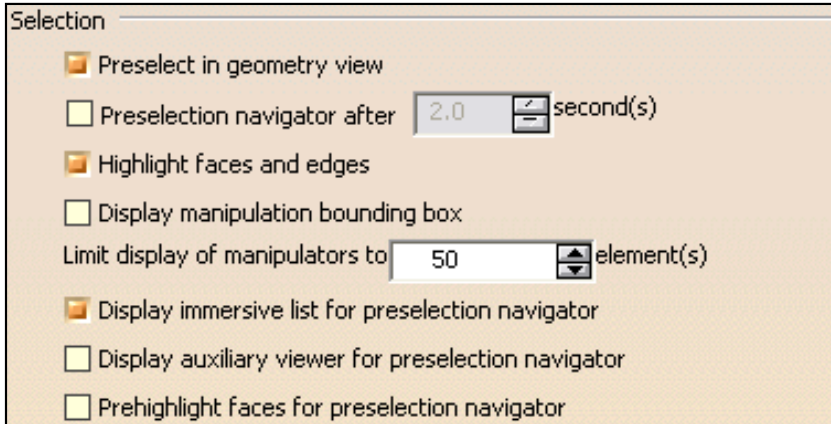 Selection
Preselect in geometry view
Preselection navigator after 2.0 second(s)
Highlight faces and edges
Display manipulation bounding box
Limit display of manipulators to 50 element(s)
Display immersive list for preselection navigator
Display auxiliary viewer for preselection navigator
Prehighlight faces for preselection navigator